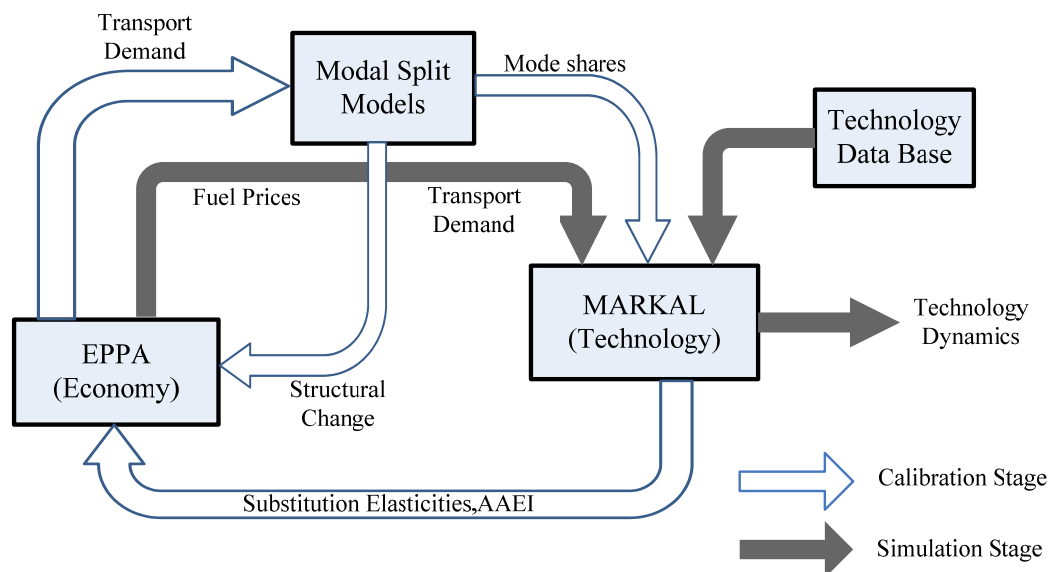 Transport
Demand
Modal Split
Models
Mode shares
Technology
Data Base
Fuel Prices
Transport
Demand
MARKAL
(Technology)
Technology
Dynamics
EPPA
(Economy)
Structural
Change
Substitution Elasticities,AAEI
Calibration Stage
Simulation Stage